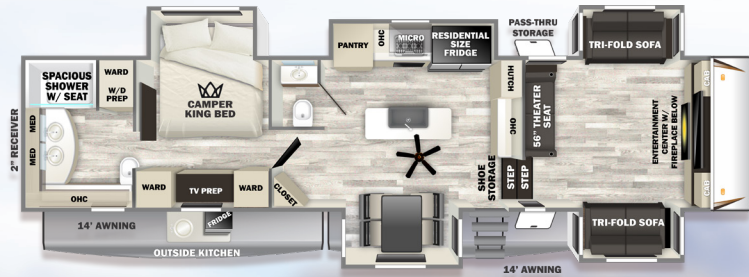 PASS-THRU
STORAGE
TRI-FOLD SOFA
PANTRY
OHC
MICRO
RESIDENTIAL
SIZE
FRIDGE
SPACIOUS
SHOWER
W/ SEAT
WARD
W/D
PREP
CAMPER
KING BED
HUTCH
OHC
56" THEATER
SEAT
ENTERTAINMENT
CENTER W/
FIREPLACE BELOW
CAB
CAB
2" RECEIVER
MED
MED
OHC
WARD
TV PREP
WARD
CLOSET
SHOE
STORAGE
STEP
STEP
TRI-FOLD SOFA
14' AWNING
FRIDGE
OUTSIDE KITCHEN
14' AWNING